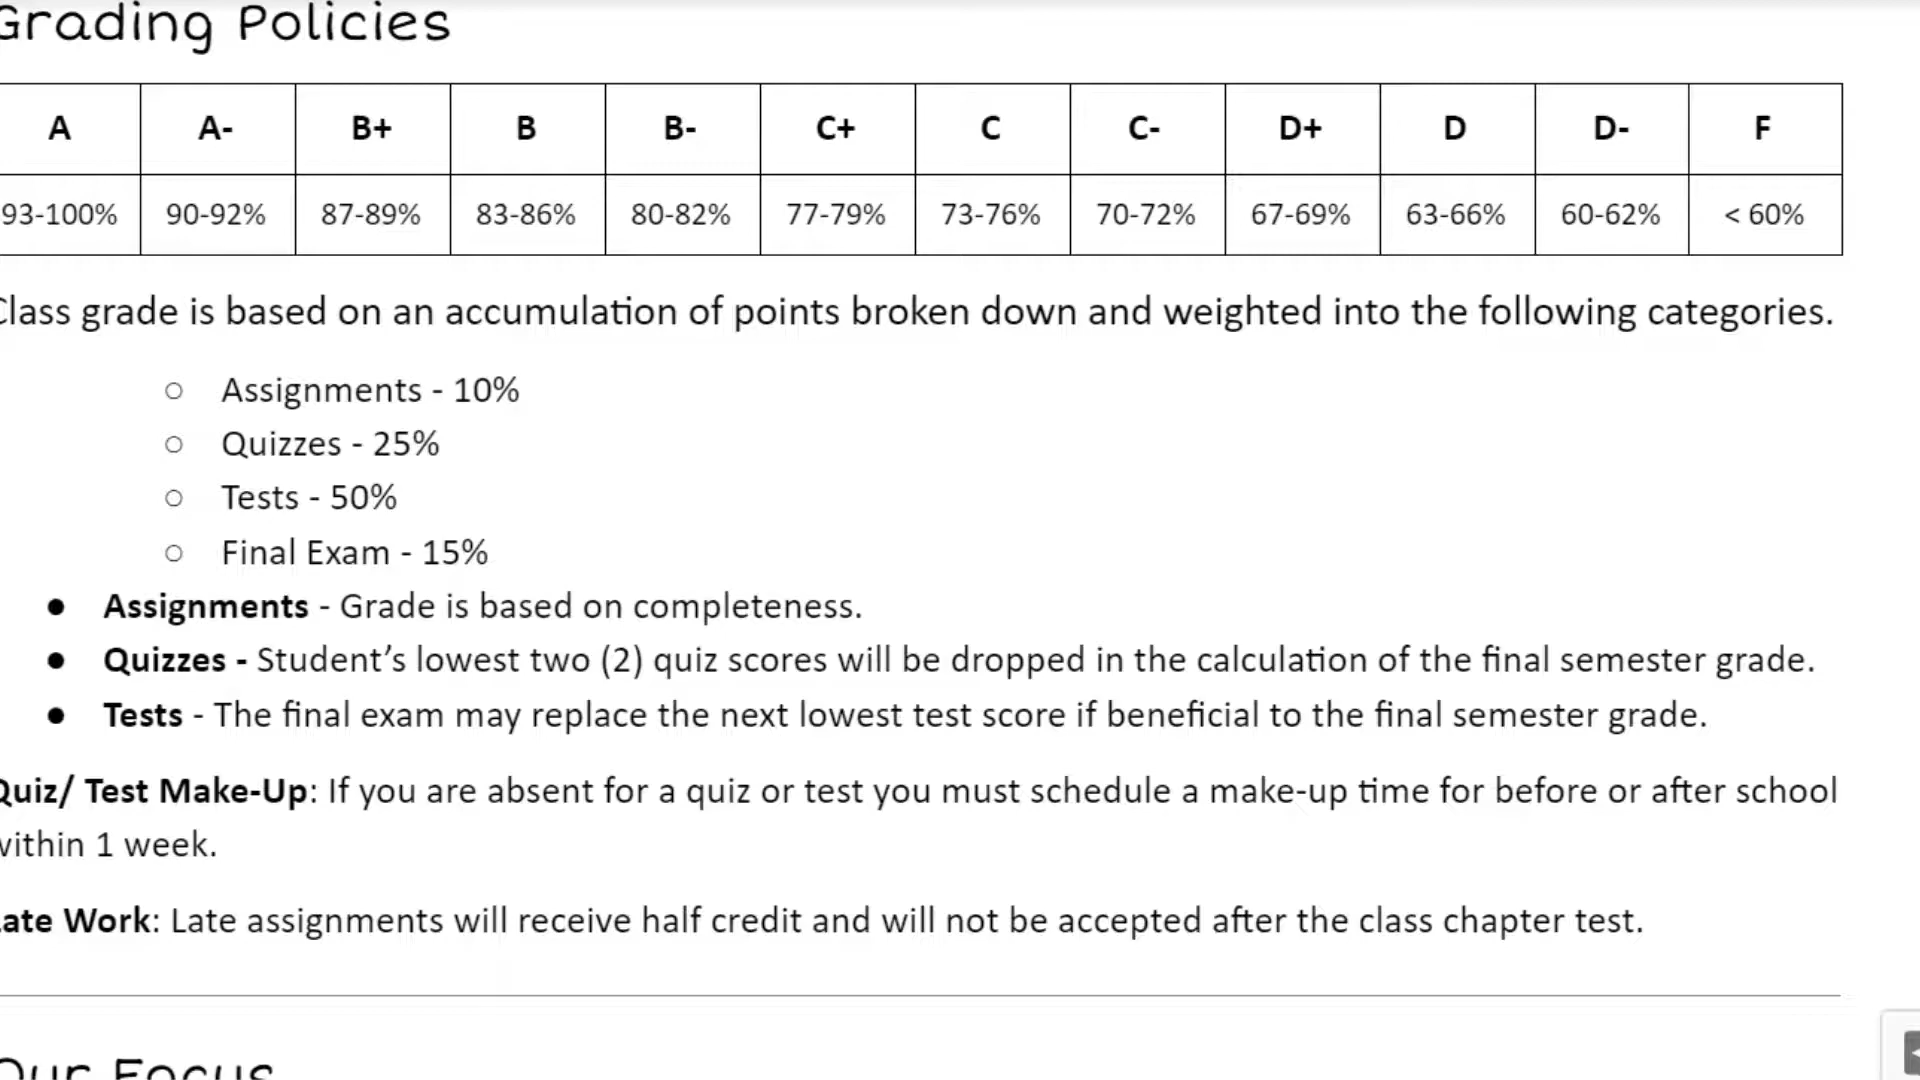 Grading Policies
A A- B+ B B- C+ C C- D+ D D- F
93-100% 90-92% 87-89% 83-86% 80-82% 77-79% 73-76% 70-72% 67-69% 63-66% 60-62% < 60%
Class grade is based on an accumulation of points broken down and weighted into the following categories.
○ Assignments - 10%
○ Quizzes - 25%
○ Tests - 50%
○ Final Exam - 15%
● Assignments - Grade is based on completeness.
● Quizzes - Student’s lowest two (2) quiz scores will be dropped in the calculation of the final semester grade.
● Tests - The final exam may replace the next lowest test score if beneficial to the final semester grade.
Quiz/ Test Make-Up: If you are absent for a quiz or test you must schedule a make-up time for before or after school
within 1 week.
Late Work: Late assignments will receive half credit and will not be accepted after the class chapter test.
Our Focus